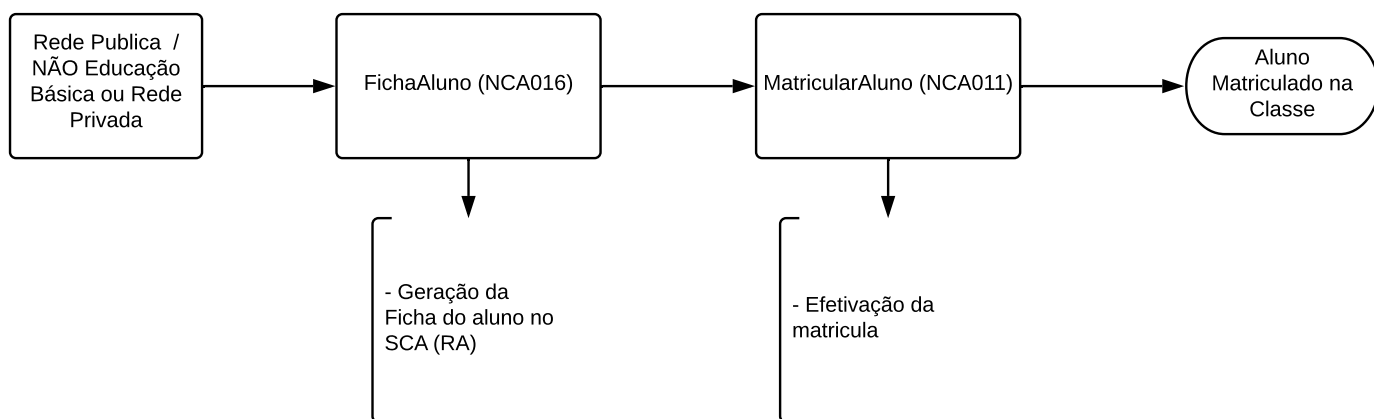 Rede Publica /
NÃO Educação
Básica ou Rede
Privada
FichaAluno (NCA016)
MatricularAluno (NCA011)
Aluno
Matriculado na
Classe
- Geração da
Ficha do aluno no
SCA (RA)
- Efetivação da
matricula